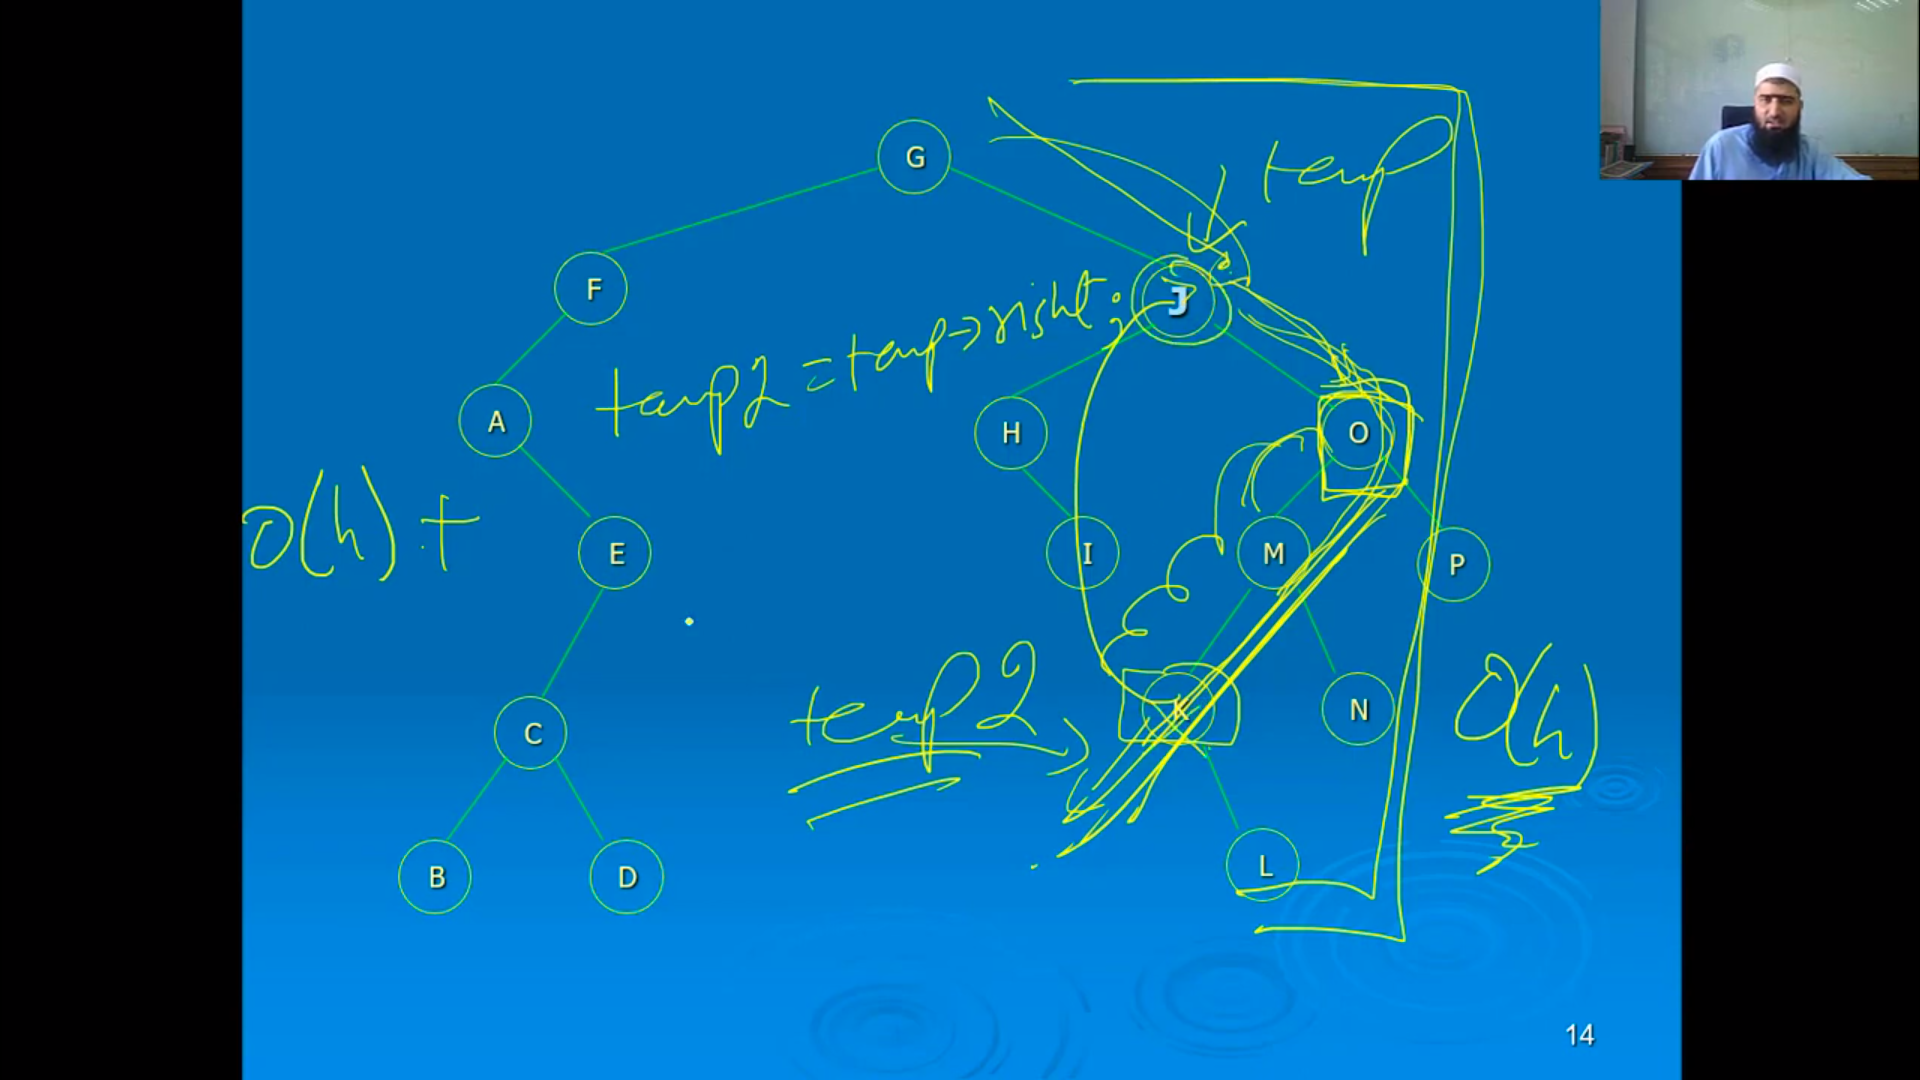 G
temp
F
J
temp2 = temp->right;
A
H
O
O(h) +
E
I
M
P
temp2
K
N
O(h)
C
B
D
L
14